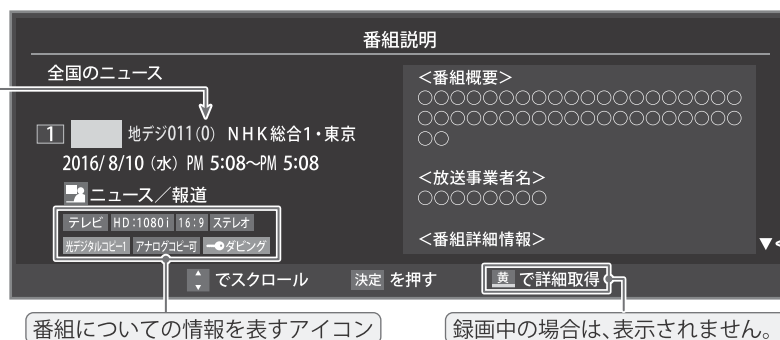 番組説明
全国のニュース
1 地デジ011(0) NHK総合1・東京
2016/8/10 (水) PM 5:08～PM 5:08
ニュース／報道
テレビ HD:1080i 16:9 ステレオ
光デジタルコピー1 アナログコピー可 ダビング
<番組概要>
○○○○○○○○○○○○○○○○○○○○
○○○○○○○○○○○○○○○○○○○○
○○
<放送事業者名>
○○○○○○○○
<番組詳細情報>
でスクロール 決定 を押す 黄 で詳細取得
番組についての情報を表すアイコン
録画中の場合は、表示されません。